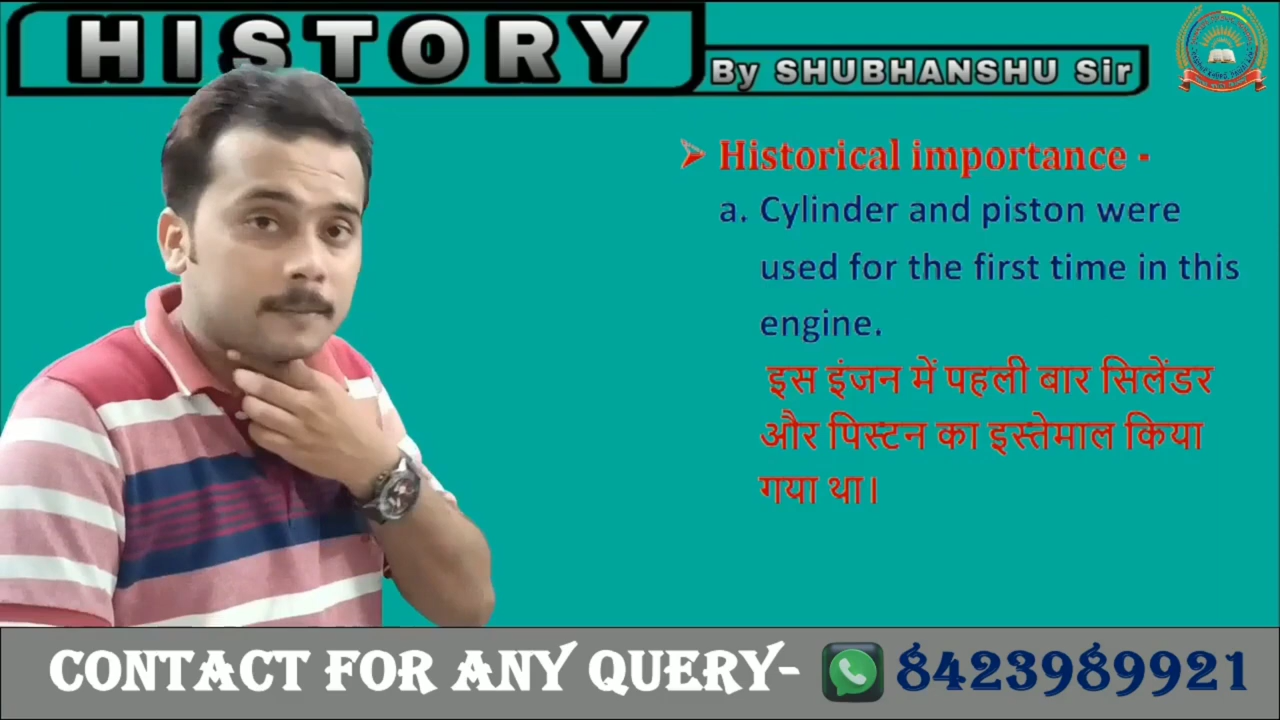 HISTORY
By SHUBHANSHU Sir
Historical importance -
a. Cylinder and piston were
used for the first time in this
engine.
इस इंजन में पहली बार सिलेंडर
और पिस्टन का इस्तेमाल किया
गया था।
CONTACT FOR ANY QUERY- 8423989921